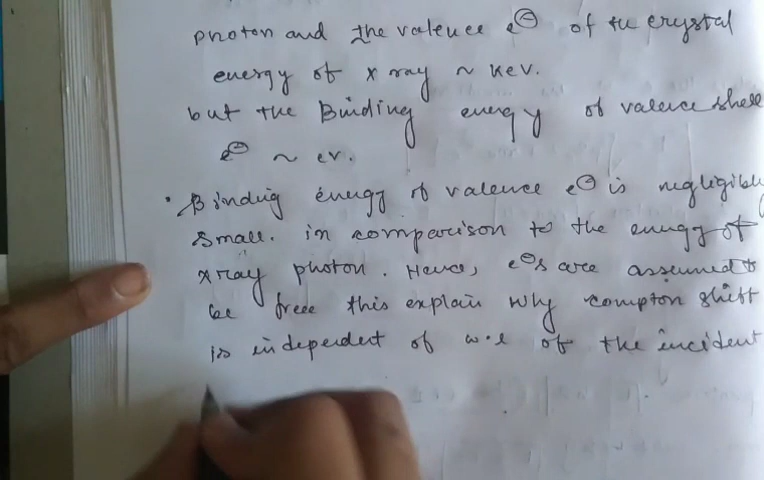 photon and the valence e⊖ of the crystal
energy of x ray ~ kev.
but the Binding energy of valence shell
e⊖ ~ ev.
• Binding energy of valence e⊖ is negligibly
small. in comparison to the energy of
x ray photon. Hence, e⊖s are assumed to
be free this explain why compton shift
is independent of w.l of the incident